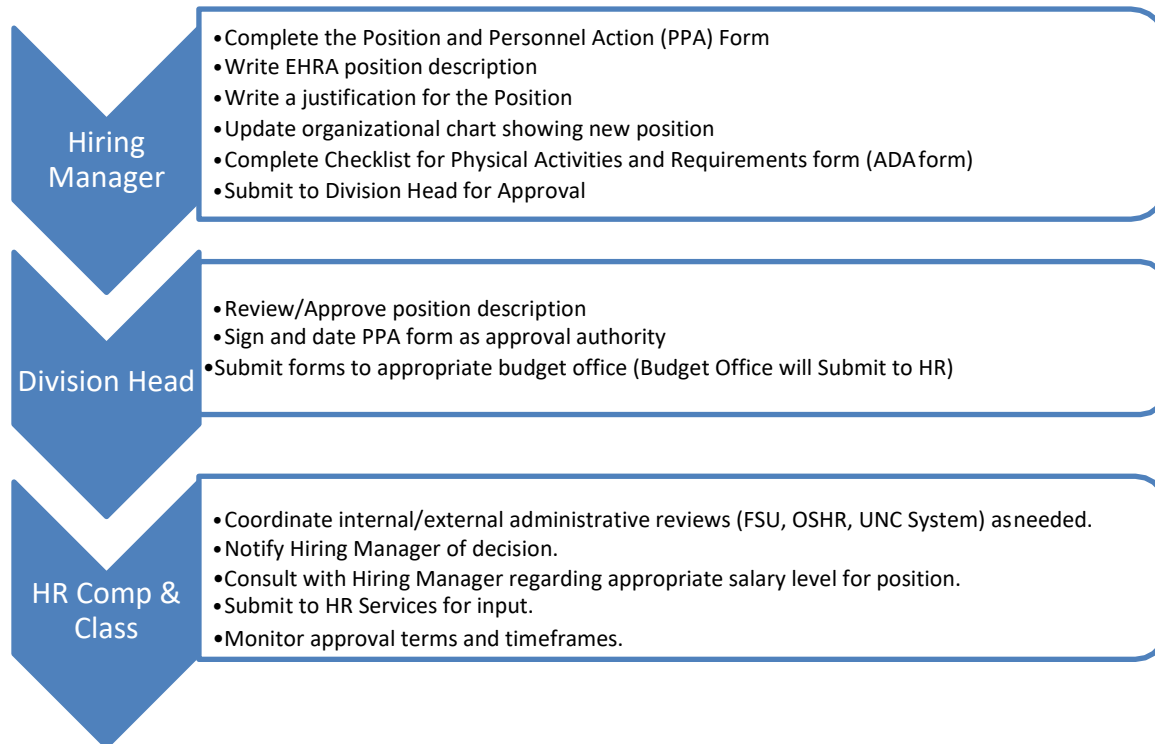 Hiring
Manager
•Complete the Position and Personnel Action (PPA) Form
•Write EHRA position description
•Write a justification for the Position
•Update organizational chart showing new position
•Complete Checklist for Physical Activities and Requirements form (ADA form)
•Submit to Division Head for Approval
Division Head
•Review/Approve position description
•Sign and date PPA form as approval authority
•Submit forms to appropriate budget office (Budget Office will Submit to HR)
HR Comp &
Class
•Coordinate internal/external administrative reviews (FSU, OSHR, UNC System) asneeded.
•Notify Hiring Manager of decision.
•Consult with Hiring Manager regarding appropriate salary level for position.
•Submit to HR Services for input.
•Monitor approval terms and timeframes.